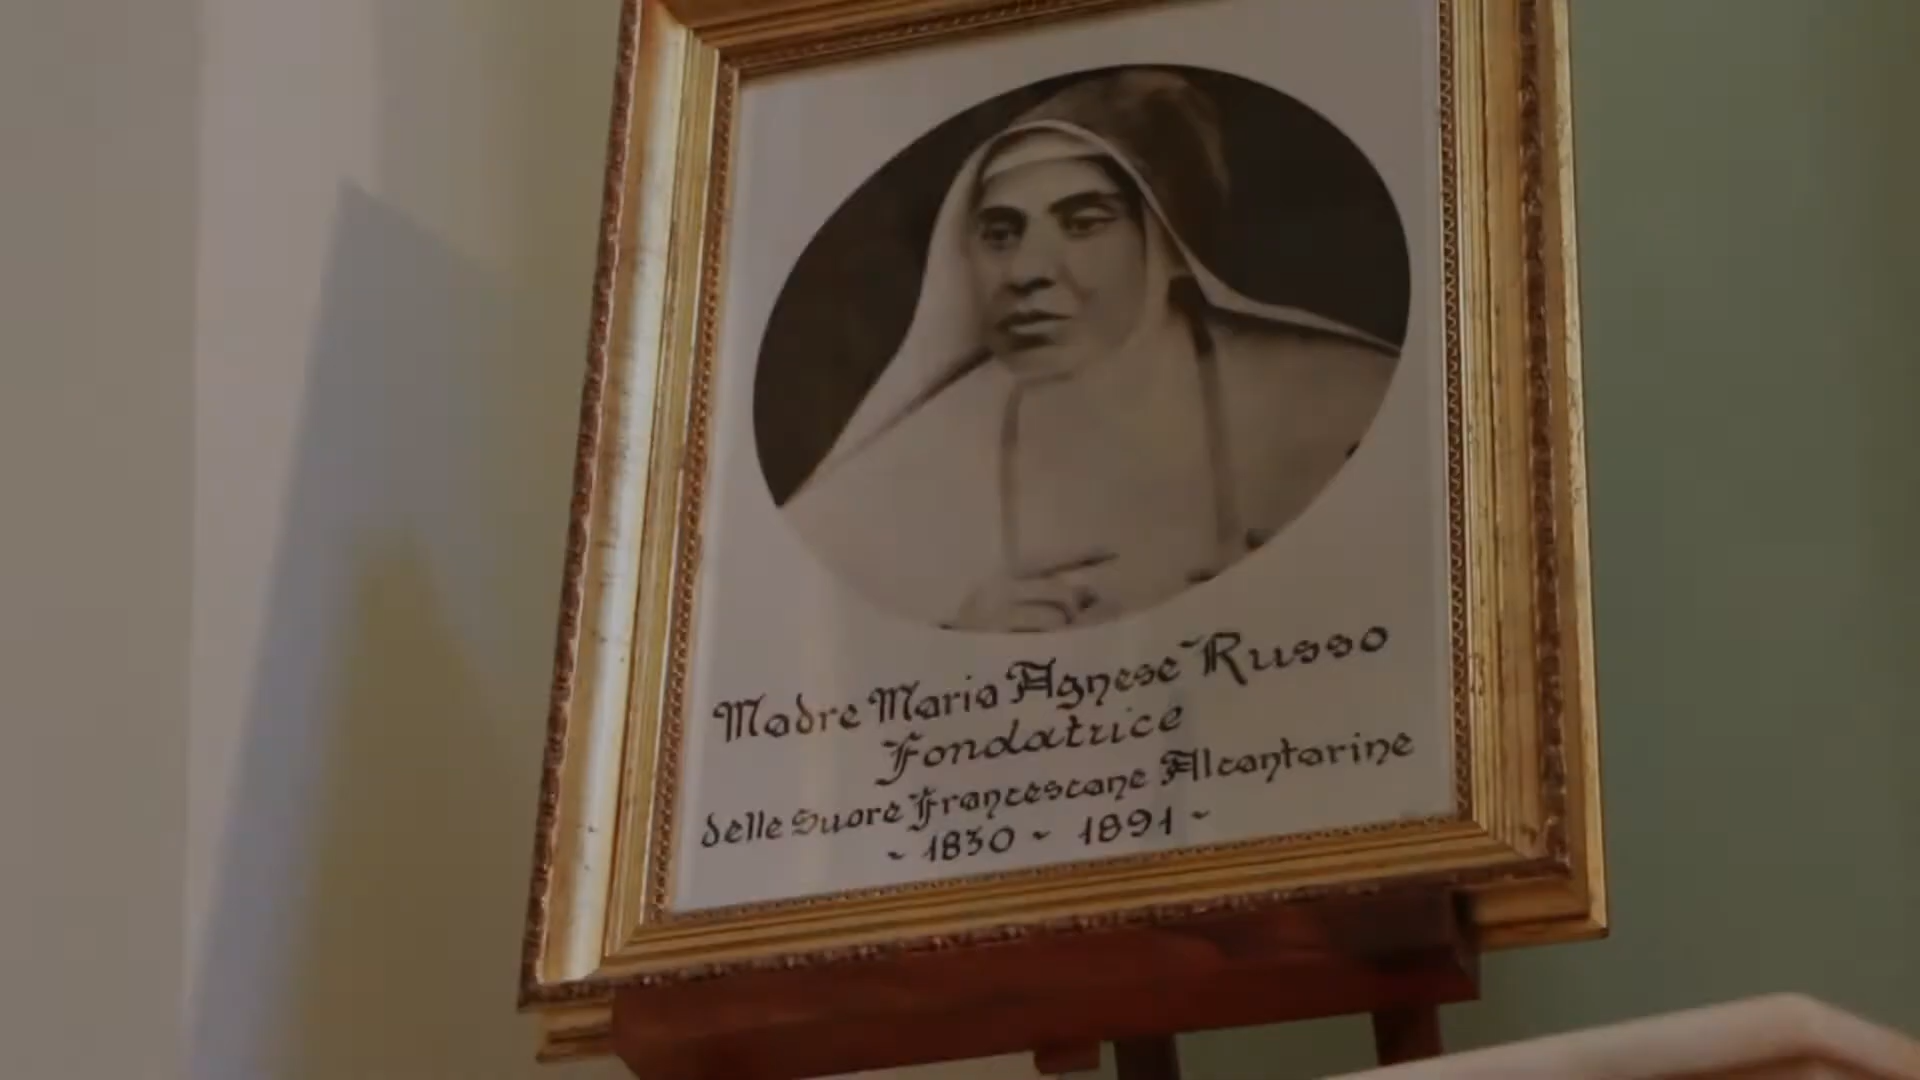 Madre Maria Agnese Russo
Fondatrice
delle Suore Francescane Alcantarine
~ 1830 ~ 1891 ~